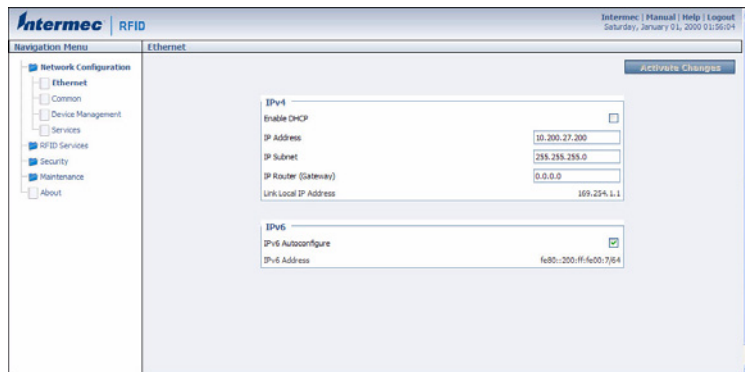 Intermec | RFID
Intermec | Manual | Help | Logout
Saturday, January 01, 2000 01:56:04
Navigation Menu
Ethernet
Network Configuration
Ethernet
Common
Device Management
Services
RFID Services
Security
Maintenance
About
Activate Changes
IPv4
Enable DHCP
IP Address 10.200.27.200
IP Subnet 255.255.255.0
IP Router (Gateway) 0.0.0.0
Link Local IP Address 169.254.1.1
IPv6
IPv6 Autoconfigure
IPv6 Address fe80::200:ff:fe00:7/64